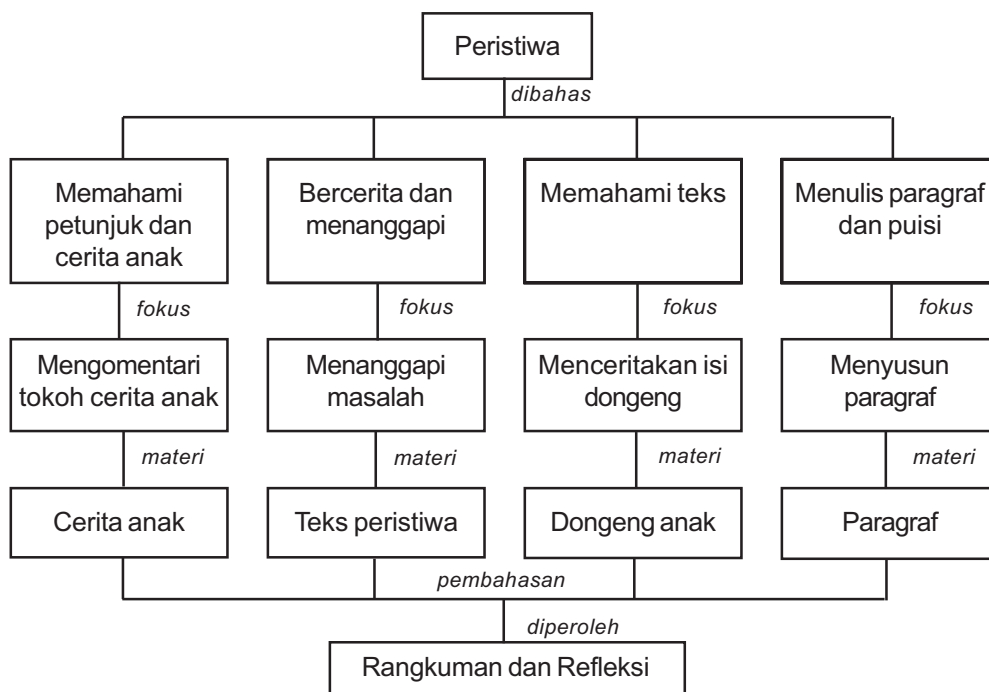 Peristiwa
dibahas
Memahami
petunjuk dan
cerita anak
Bercerita dan
menanggapi
Memahami teks
Menulis paragraf
dan puisi
fokus
fokus
fokus
fokus
Mengomentari
tokoh cerita anak
Menanggapi
masalah
Menceritakan isi
dongeng
Menyusun
paragraf
materi
materi
materi
materi
Cerita anak
Teks peristiwa
Dongeng anak
Paragraf
pembahasan
diperoleh
Rangkuman dan Refleksi